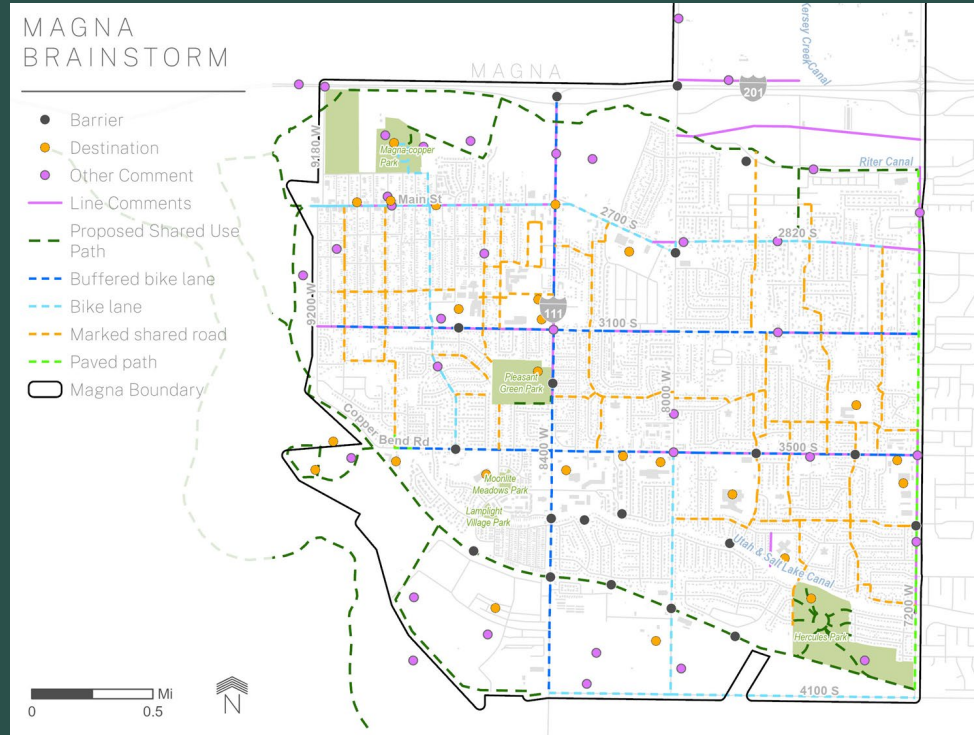 MAGNA
BRAINSTORM
Barrier
Destination
Other Comment
Line Comments
Proposed Shared Use
Path
Buffered bike lane
Bike lane
Marked shared road
Paved path
Magna Boundary
Mi
0
0.5
N
MAGNA
Kersey Creek
Canal
201
9180 W
Magna-copper
Park
Riter Canal
Main St
2700 S
2820 S
9200 W
111
3100 S
Pleasant
Green Park
8000 W
Copper
Bend Rd
3500 S
8400 W
Moonlite
Meadows Park
Lamplight
Village Park
Utah & Salt Lake Canal
7200 W
Hercules Park
4100 S